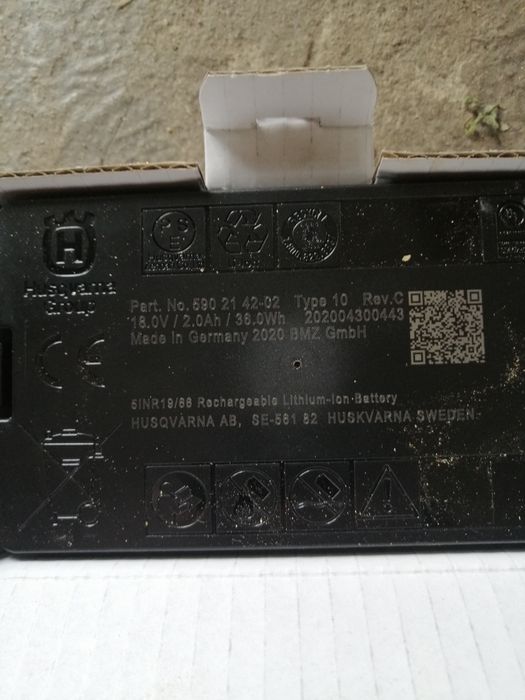 H
Husqvarna
Group
Part. No. 590 21 42-02 Type 10 Rev.C
18.0V / 2.0Ah / 36.0Wh 202004300443
Made in Germany 2020 BMZ GmbH
CE
5INR19/66 Rechargeable Lithium-Ion Battery
HUSQVARNA AB, SE-561 82 HUSKVARNA SWEDEN